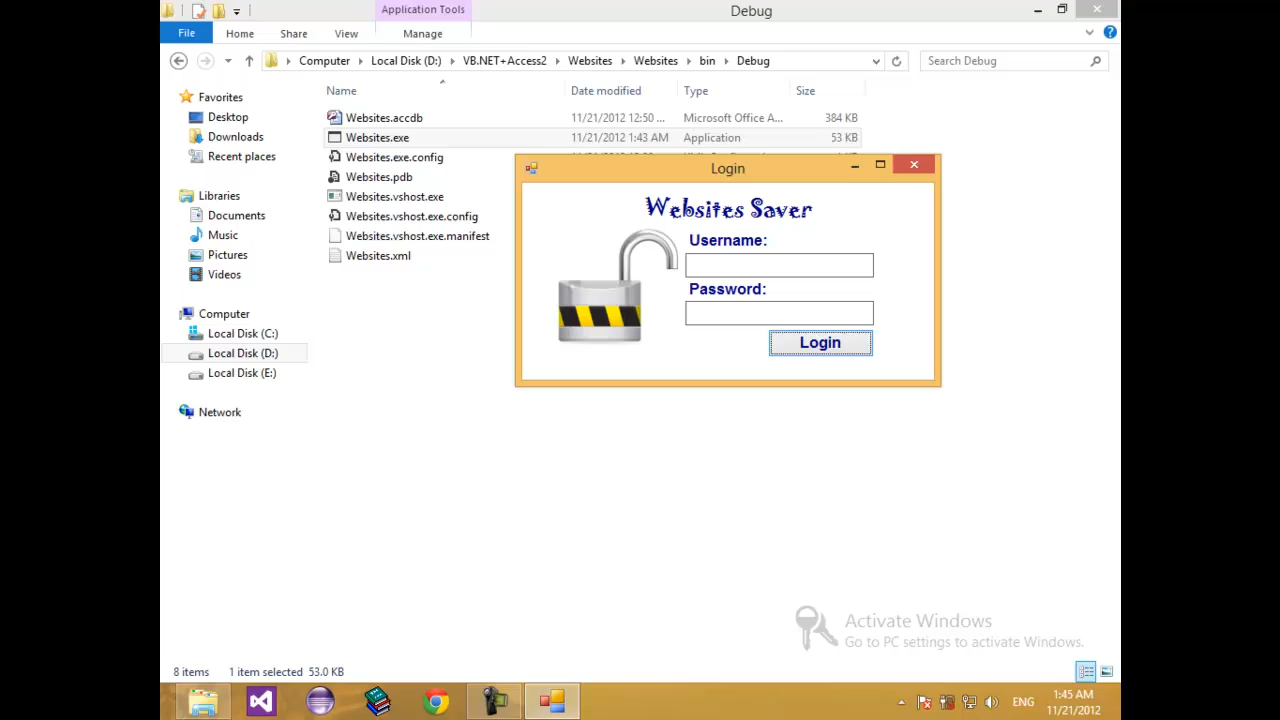 Application Tools
Debug
File Home Share View Manage
Computer Local Disk (D:) VB.NET+Access2 Websites Websites bin Debug
Search Debug
Name Date modified Type Size
Favorites
Desktop
Downloads
Recent places
Libraries
Documents
Music
Pictures
Videos
Computer
Local Disk (C:)
Local Disk (D:)
Local Disk (E:)
Network
Websites.accdb 11/21/2012 12:50 ... Microsoft Office A... 384 KB
Websites.exe 11/21/2012 1:43 AM Application 53 KB
Websites.exe.config
Websites.pdb
Websites.vshost.exe
Websites.vshost.exe.config
Websites.vshost.exe.manifest
Websites.xml
Login
Websites Saver
Username:
Password:
Login
Activate Windows
Go to PC settings to activate Windows.
8 items 1 item selected 53.0 KB
ENG
1:45 AM
11/21/2012